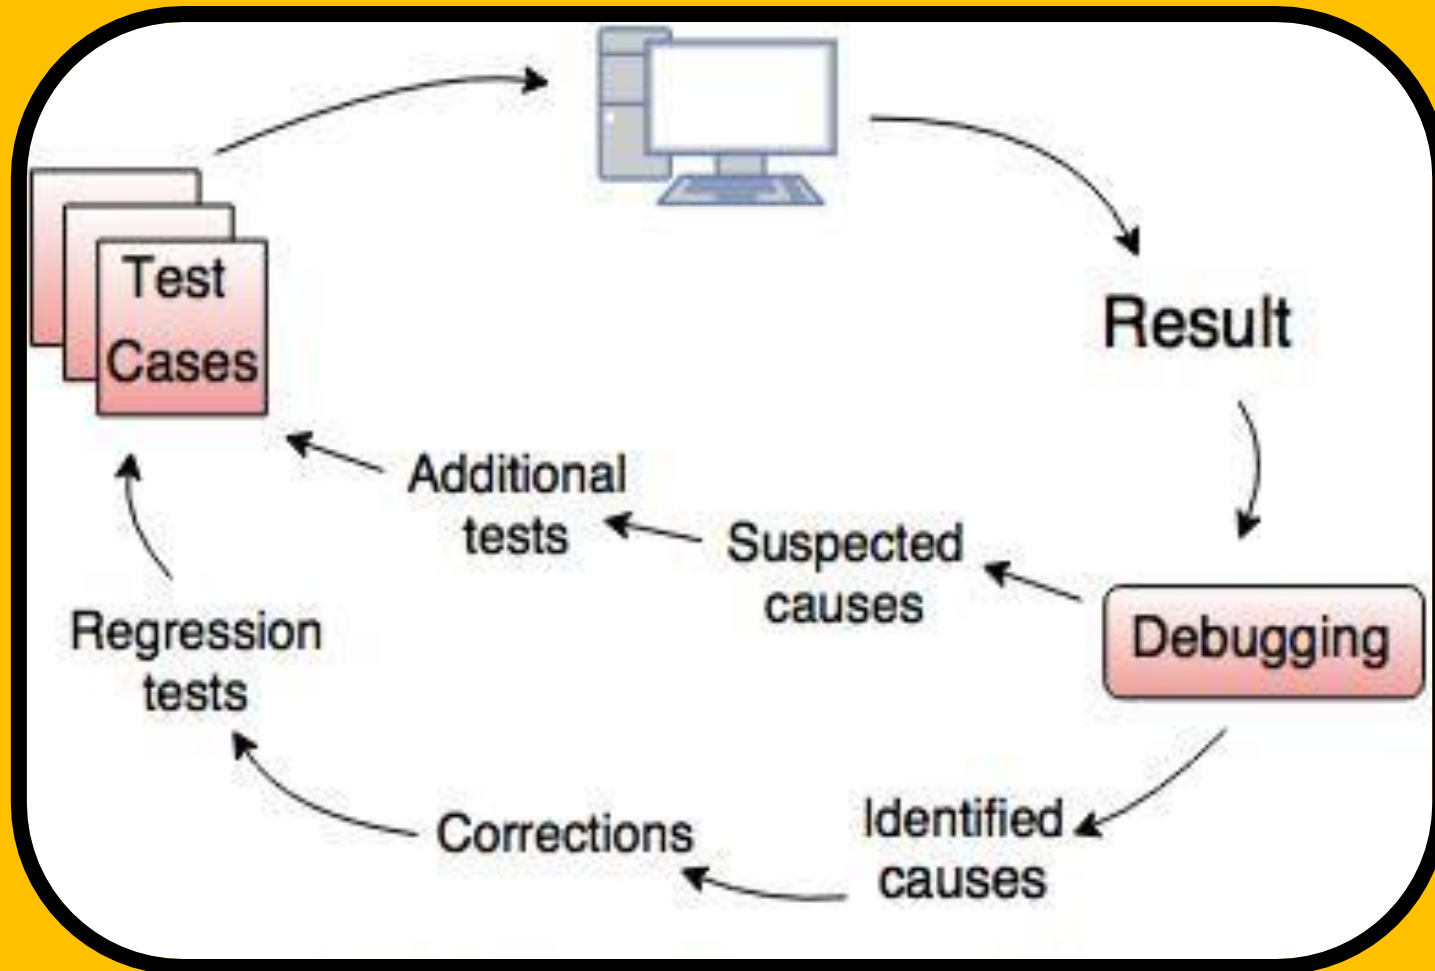 Test
Cases
Result
Additional
tests
Suspected
causes
Debugging
Regression
tests
Corrections
Identified
causes